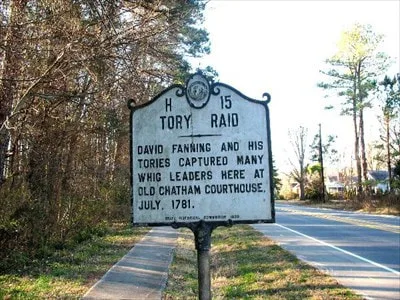 H 15
TORY RAID
DAVID FANNING AND HIS
TORIES CAPTURED MANY
WHIG LEADERS HERE AT
OLD CHATHAM COURTHOUSE,
JULY, 1781.